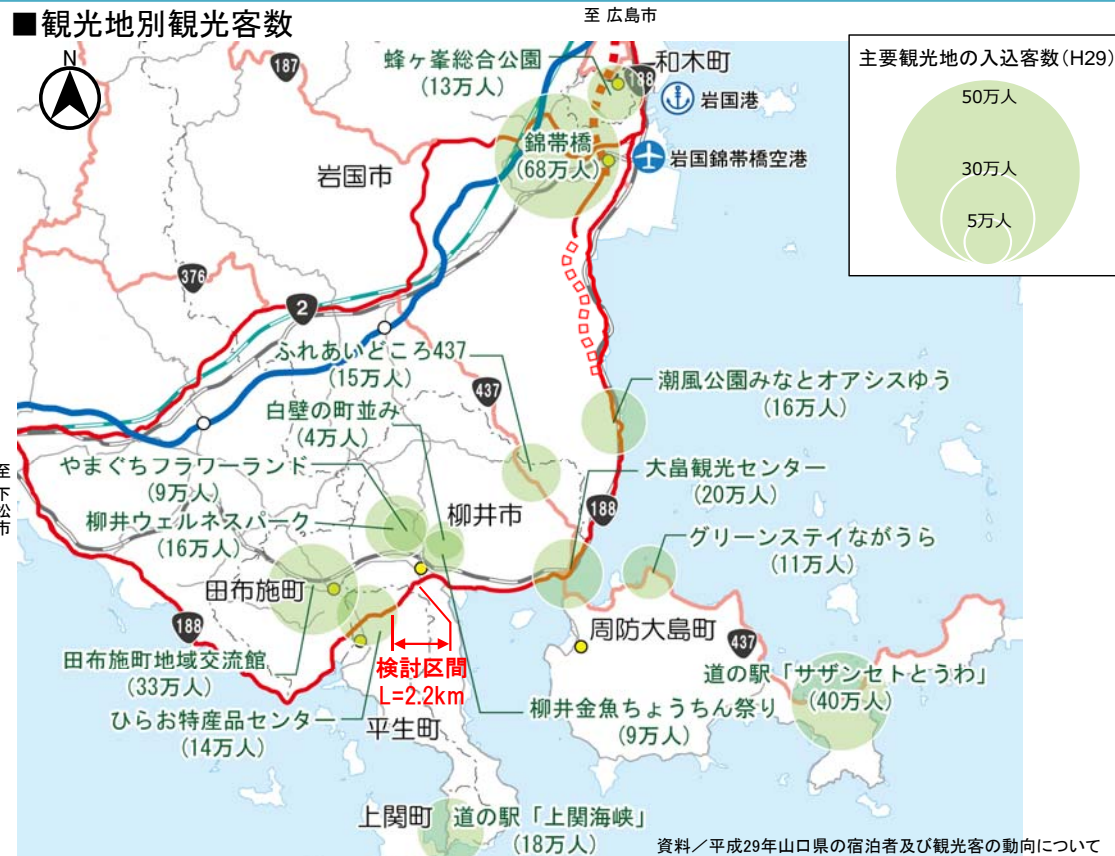 ■観光地別観光客数
至 広島市
N
主要観光地の入込客数(H29)
50万人
30万人
5万人
187
蜂ヶ峯総合公園
(13万人)
和木町
188
岩国港
錦帯橋
(68万人)
岩国錦帯橋空港
岩国市
376
2
ふれあいどころ437
(15万人)
437
潮風公園みなとオアシスゆう
(16万人)
白壁の町並み
(4万人)
やまぐちフラワーランド
(9万人)
大畠観光センター
(20万人)
至 下松市
柳井ウェルネスパーク
(16万人)
柳井市
188
グリーンステイながうら
(11万人)
田布施町
188
周防大島町
437
田布施町地域交流館
(33万人)
検討区間
L=2.2km
道の駅「サザンセトとうわ」
(40万人)
ひらお特産品センター
(14万人)
平生町
柳井金魚ちょうちん祭り
(9万人)
上関町
道の駅「上関海峡」
(18万人)
資料／平成29年山口県の宿泊者及び観光客の動向について